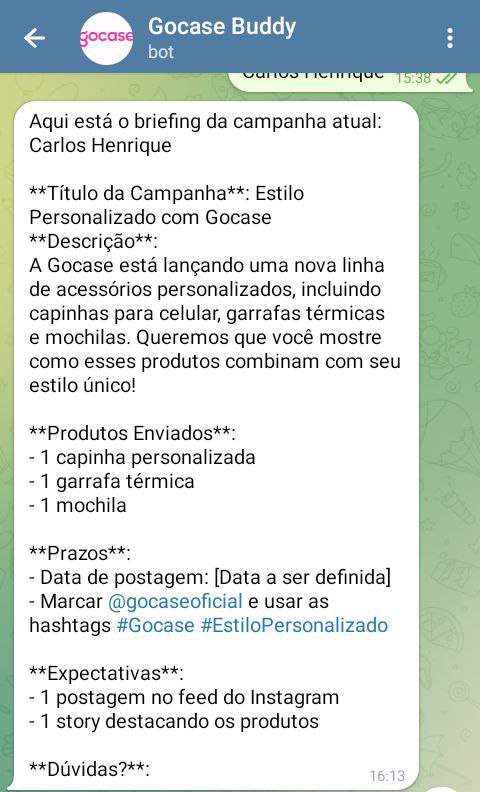 gocase
Gocase Buddy
bot
Carlos Henrique
15:38
Aqui está o briefing da campanha atual:
Carlos Henrique
**Título da Campanha**: Estilo
Personalizado com Gocase
**Descrição**:
A Gocase está lançando uma nova linha
de acessórios personalizados, incluindo
capinhas para celular, garrafas térmicas
e mochilas. Queremos que você mostre
como esses produtos combinam com seu
estilo único!
**Produtos Enviados**:
- 1 capinha personalizada
- 1 garrafa térmica
- 1 mochila
**Prazos**:
- Data de postagem: [Data a ser definida]
- Marcar @gocaseoficial e usar as
hashtags #Gocase #EstiloPersonalizado
**Expectativas**:
- 1 postagem no feed do Instagram
- 1 story destacando os produtos
**Dúvidas?**:
16:13